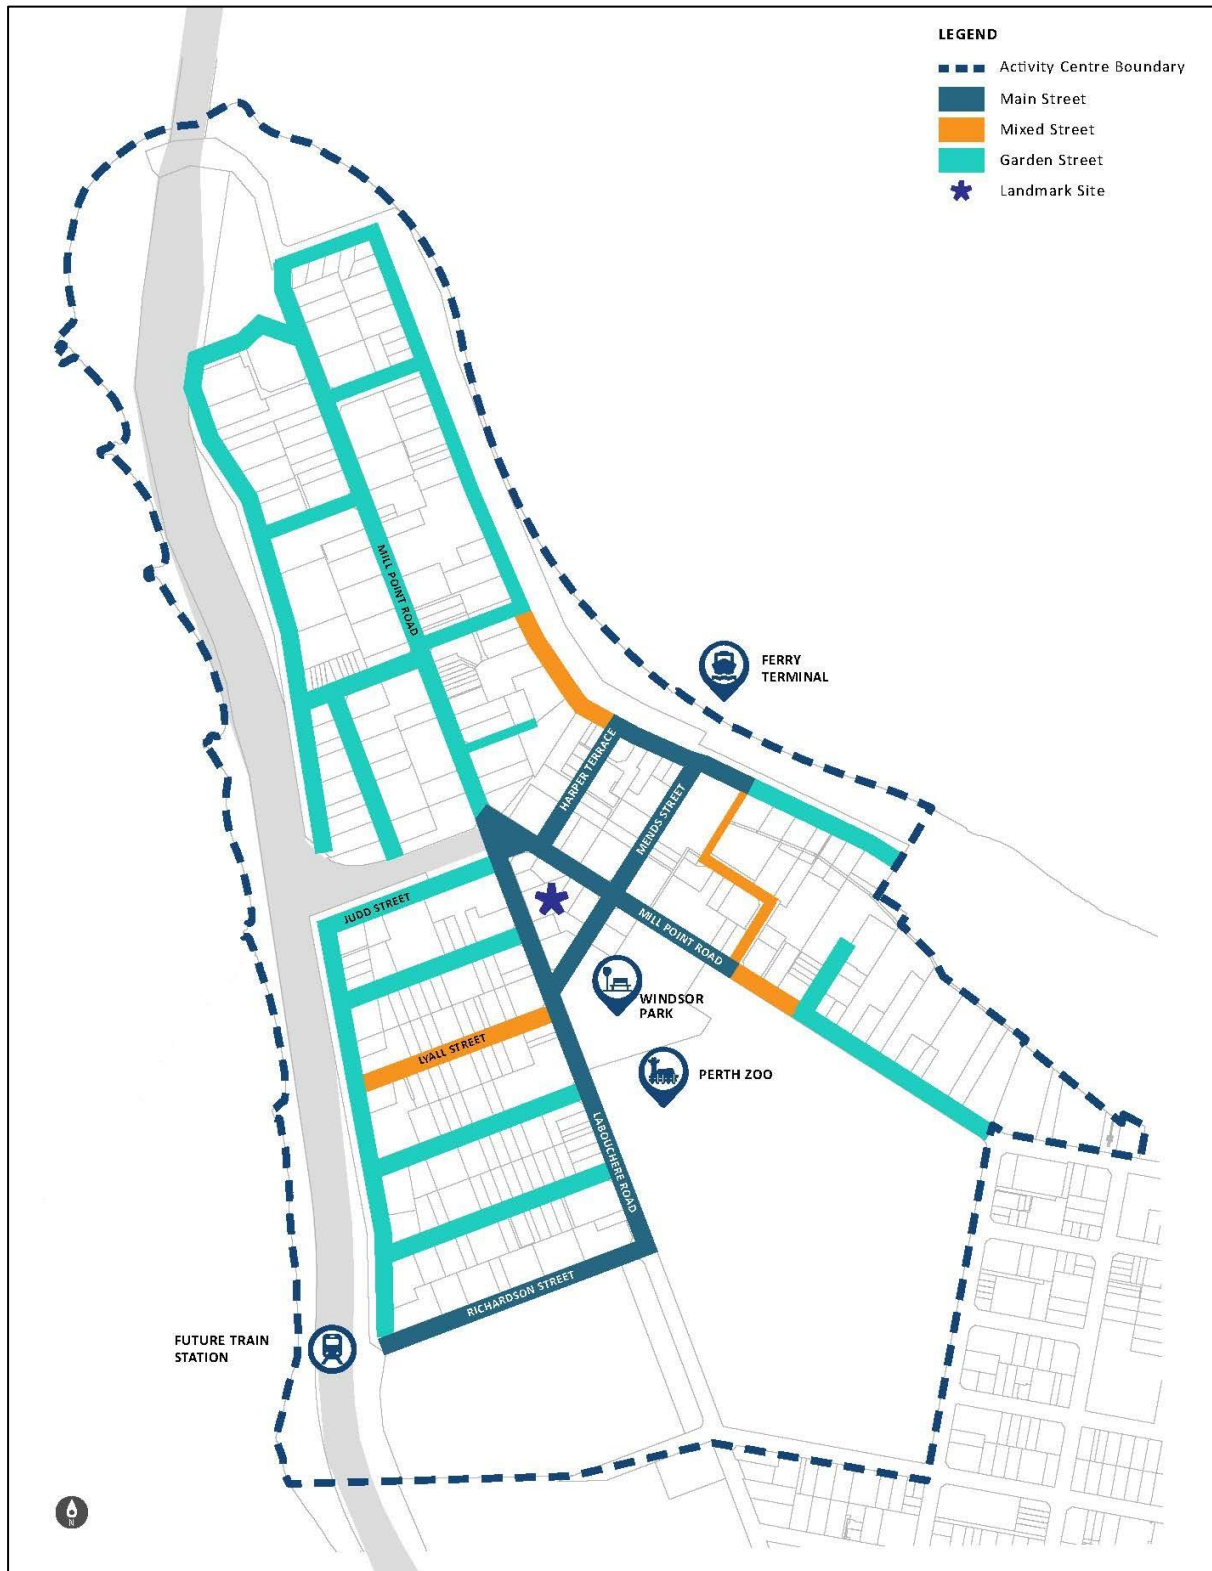 LEGEND
Activity Centre Boundary
Main Street
Mixed Street
Garden Street
Landmark Site
MILL POINT ROAD
FERRY
TERMINAL
HARPER TERRACE
MENDS STREET
JUDD STREET
MILL POINT ROAD
WINDSOR
PARK
LYALL STREET
PERTH ZOO
LABOUCHERE ROAD
RICHARDSON STREET
FUTURE TRAIN
STATION
N